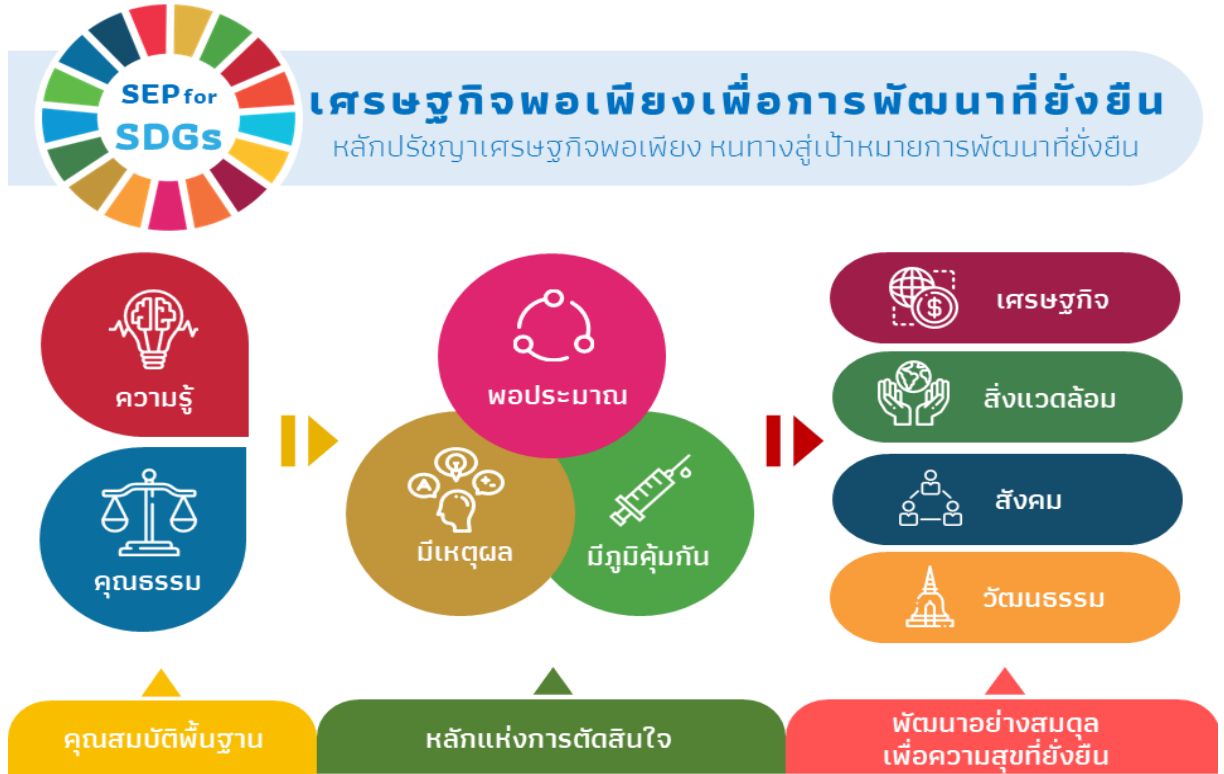 SEP for
SDGs
เศรษฐกิจพอเพียงเพื่อการพัฒนาที่ยั่งยืน
หลักปรัชญาเศรษฐกิจพอเพียง หนทางสู่เป้าหมายการพัฒนาที่ยั่งยืน
ความรู้
คุณธรรม
พอประมาณ
A
มีเหตุผล
มีภูมิคุ้มกัน
$
เศรษฐกิจ
สิ่งแวดล้อม
สังคม
วัฒนธรรม
คุณสมบัติพื้นฐาน
หลักแห่งการตัดสินใจ
พัฒนาอย่างสมดุล
เพื่อความสุขที่ยั่งยืน